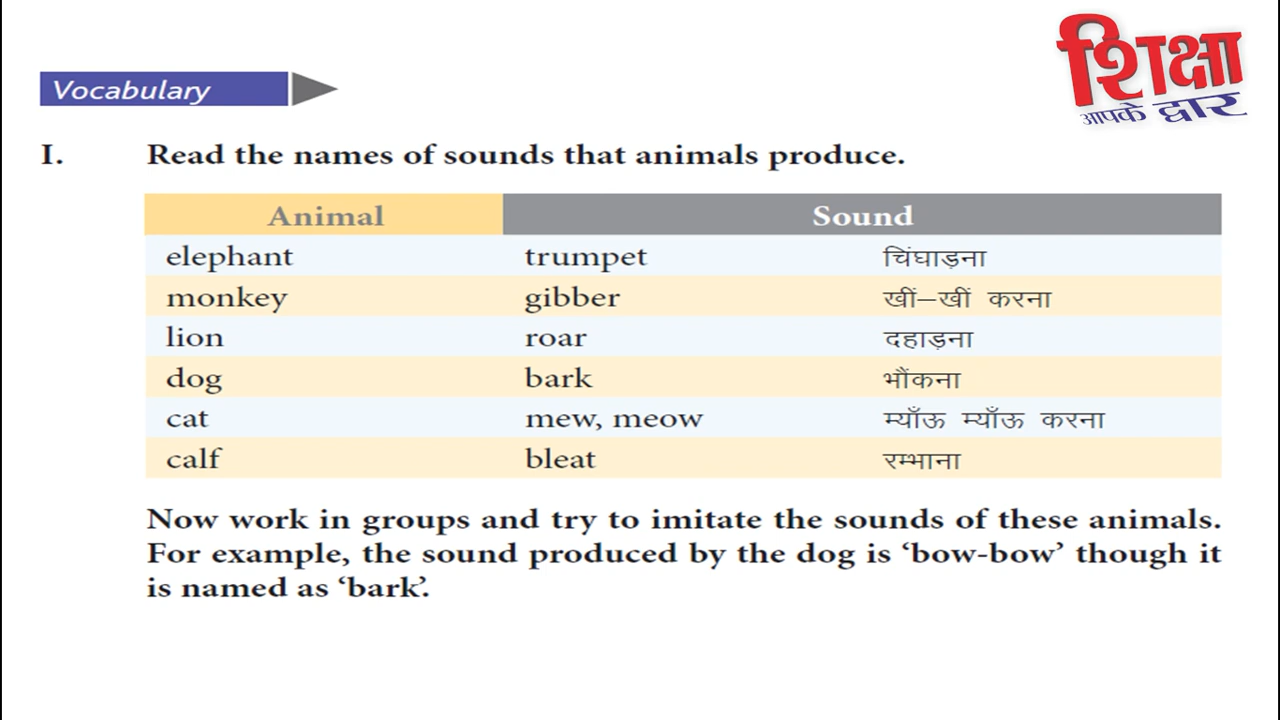 शिक्षा
आपके द्वार
Vocabulary
I. Read the names of sounds that animals produce.
Animal Sound
elephant trumpet चिंघाड़ना
monkey gibber खीं–खीं करना
lion roar दहाड़ना
dog bark भौंकना
cat mew, meow म्याँऊ म्याँऊ करना
calf bleat रम्भाना
Now work in groups and try to imitate the sounds of these animals.
For example, the sound produced by the dog is ‘bow-bow’ though it
is named as ‘bark’.